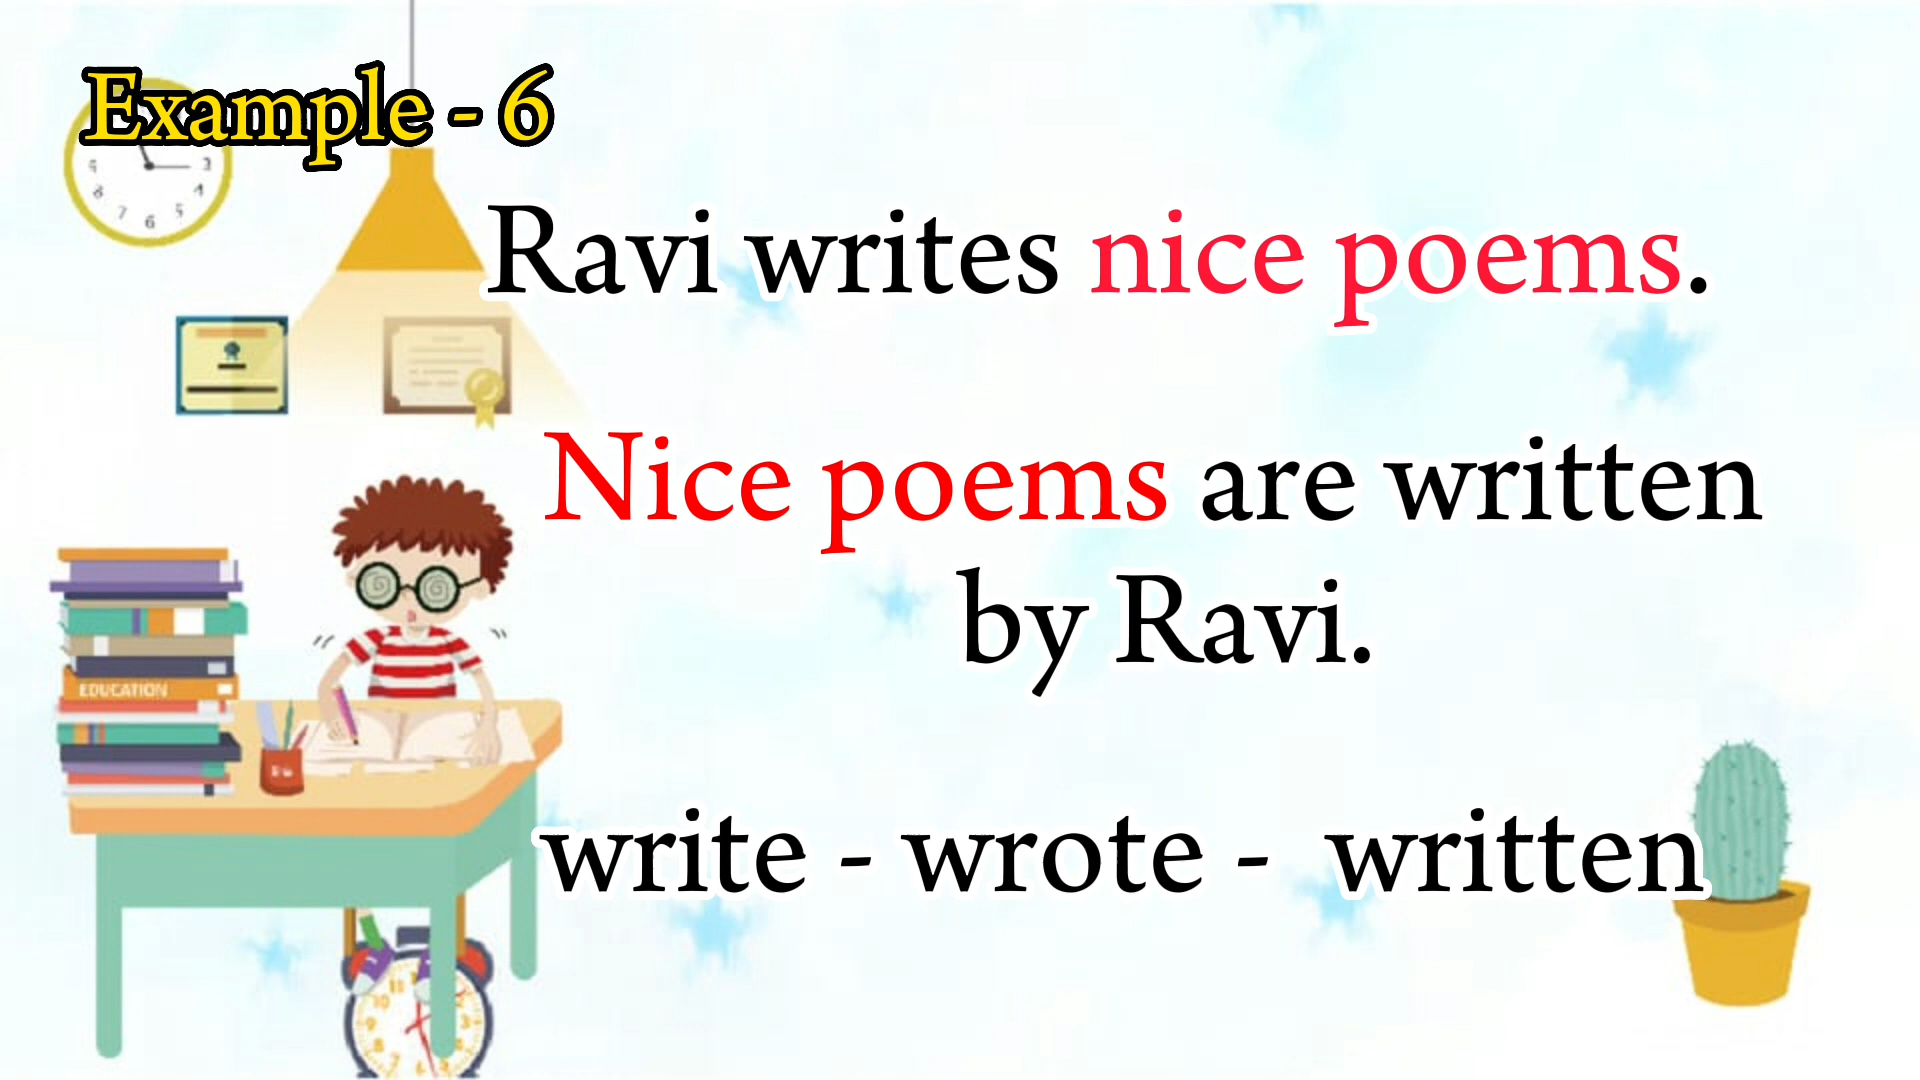 Example - 6
Ravi writes nice poems.
Nice poems are written
by Ravi.
EDUCATION
write - wrote - written